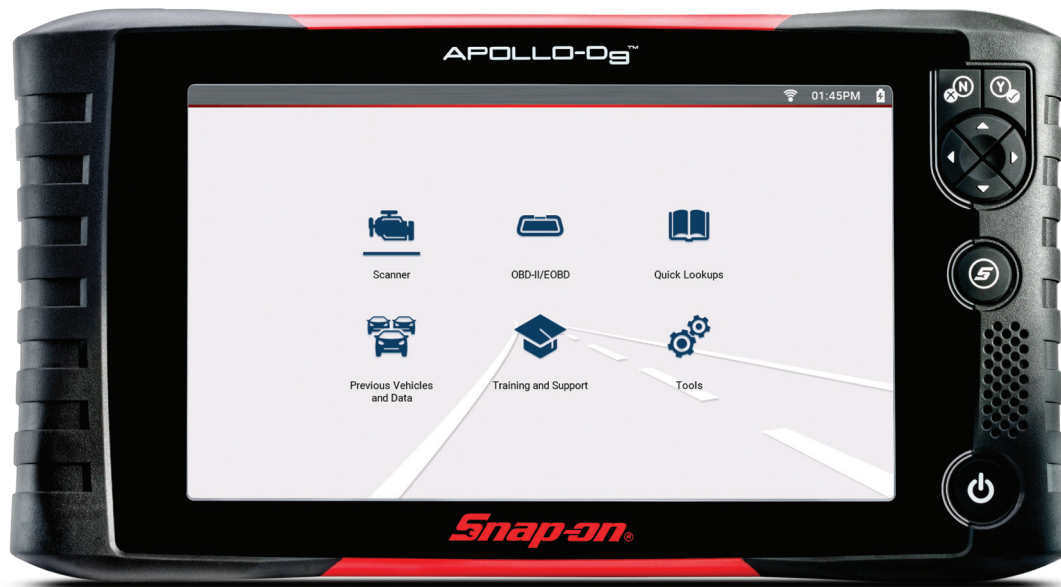 APOLLO-D9™
01:45PM
N
Y
Scanner
OBD-II/EOBD
Quick Lookups
S
Previous Vehicles
and Data
Training and Support
Tools
Snap-on®